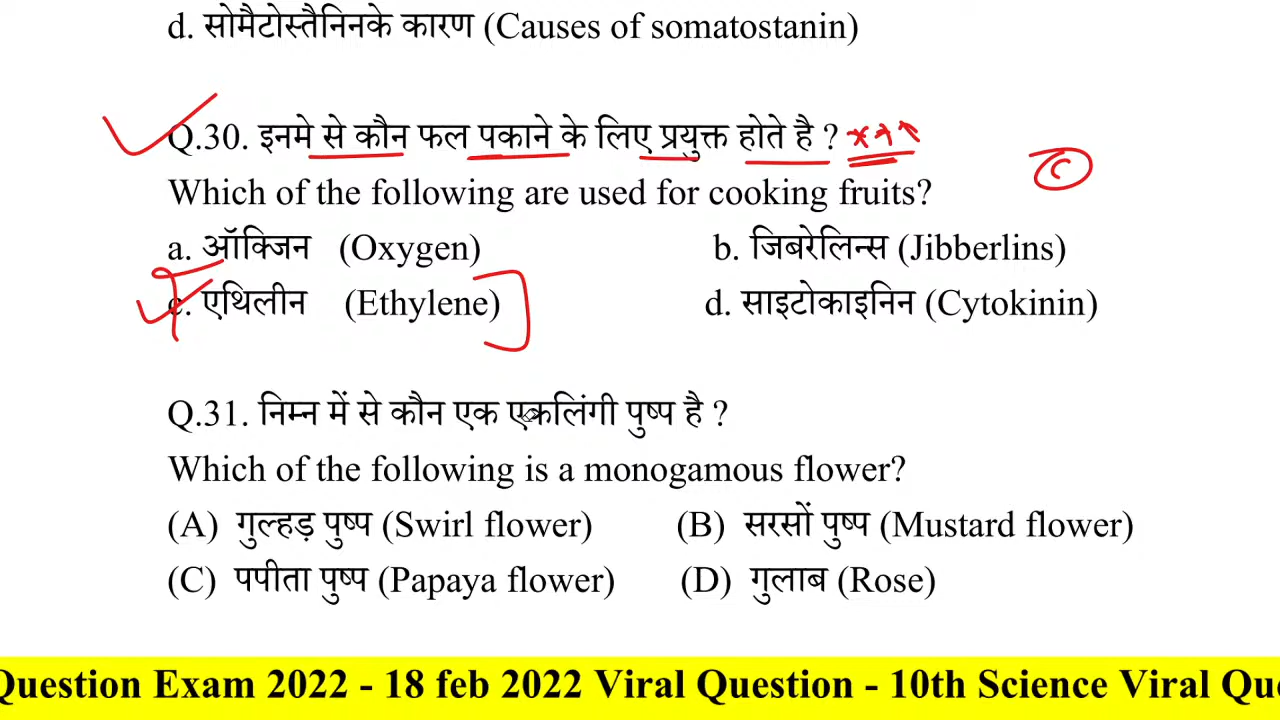 d. सोमैटोस्तैनिनके कारण (Causes of somatostanin)
Q.30. इनमे से कौन फल पकाने के लिए प्रयुक्त होते है ?
Which of the following are used for cooking fruits?
a. ऑक्जिन (Oxygen) b. जिबरेलिन्स (Jibberlins)
c. एथिलीन (Ethylene) d. साइटोकाइनिन (Cytokinin)
Q.31. निम्न में से कौन एक एकलिंगी पुष्प है ?
Which of the following is a monogamous flower?
(A) गुल्हड़ पुष्प (Swirl flower) (B) सरसों पुष्प (Mustard flower)
(C) पपीता पुष्प (Papaya flower) (D) गुलाब (Rose)
Question Exam 2022 - 18 feb 2022 Viral Question - 10th Science Viral Que